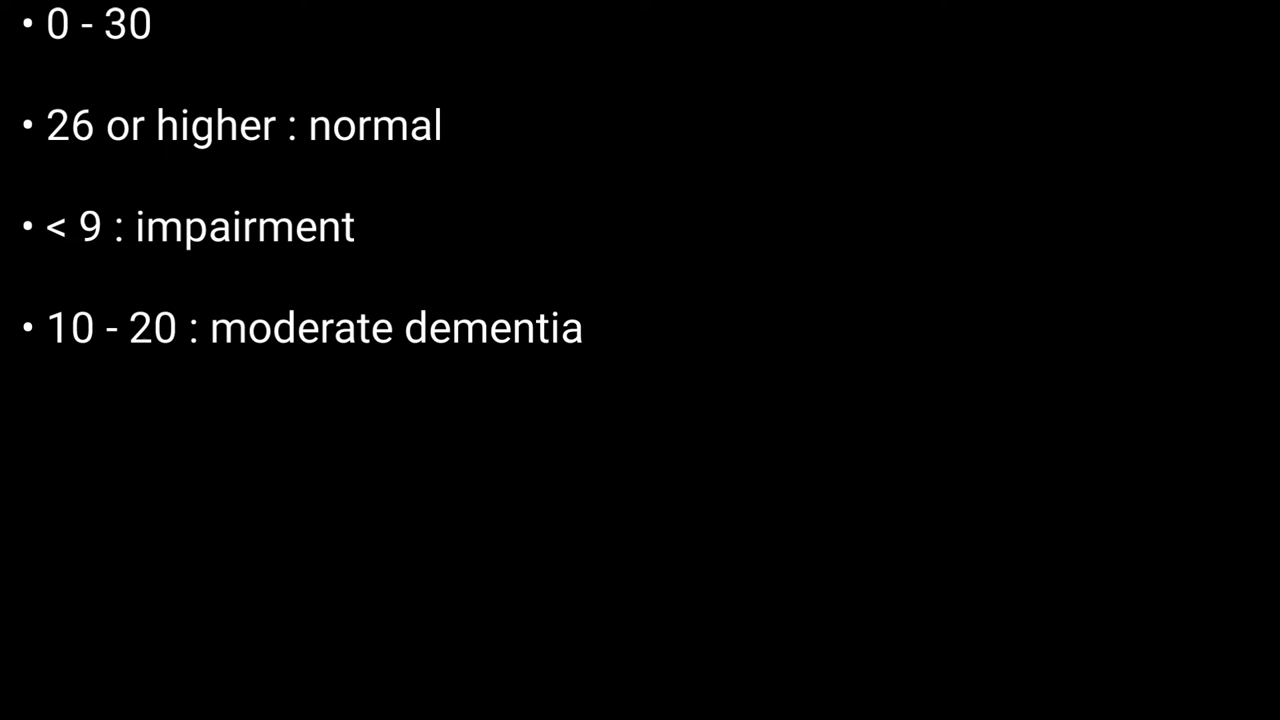 • 0 - 30
• 26 or higher : normal
• < 9 : impairment
• 10 - 20 : moderate dementia